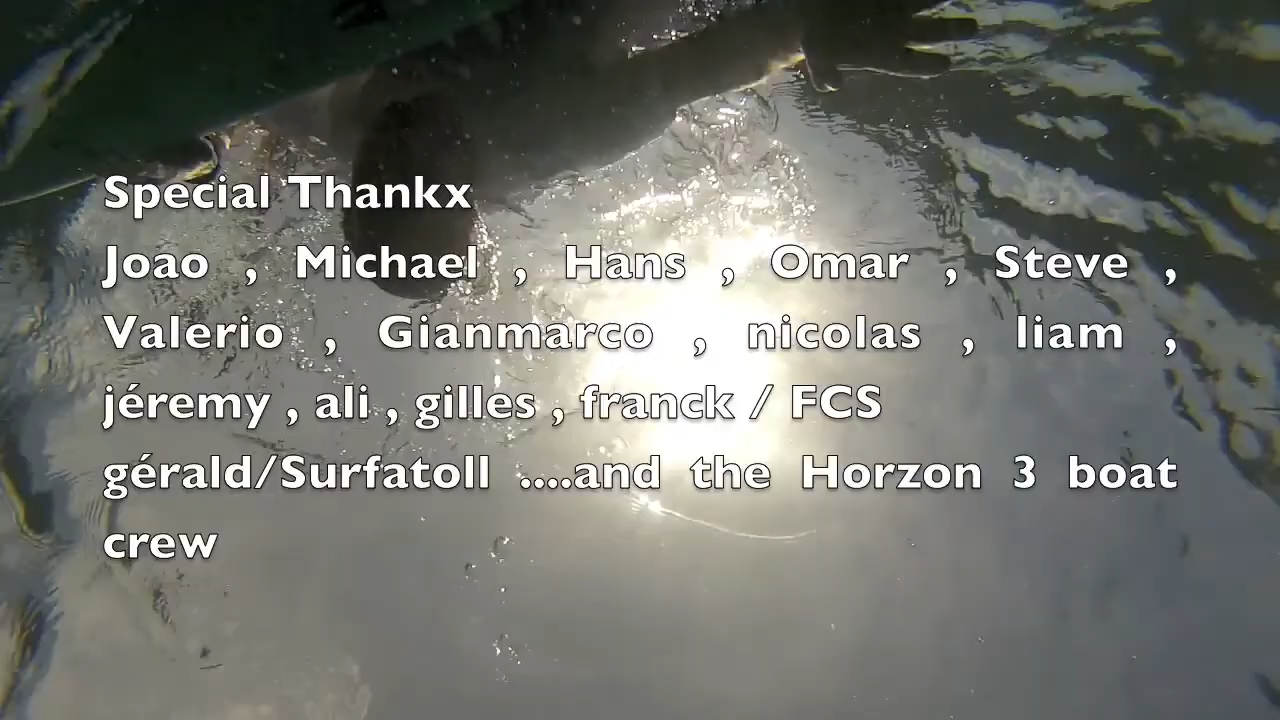 Special Thankx
Joao , Michael , Hans , Omar , Steve ,
Valerio , Gianmarco , nicolas , liam ,
jéremy , ali , gilles , franck / FCS
gérald/Surfatoll ....and the Horzon 3 boat
crew